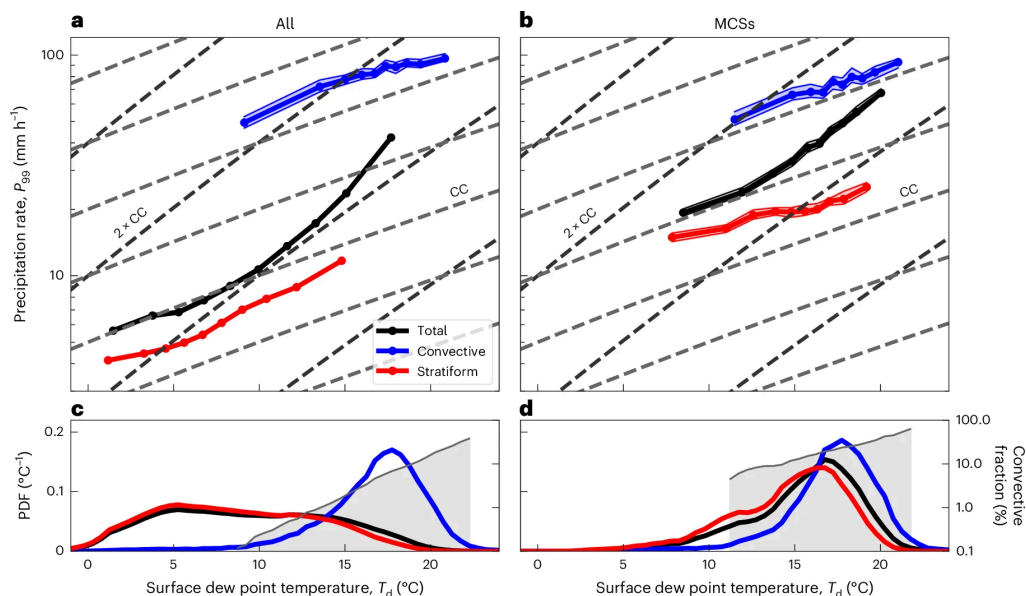 a
All
b
MCSs
Precipitation rate, P99 (mm h−1)
100
10
2 × CC
CC
2 × CC
CC
Total
Convective
Stratiform
c
d
PDF (°C−1)
0.2
0.1
0
0
5
10
15
20
Surface dew point temperature, Td (°C)
0
5
10
15
20
Surface dew point temperature, Td (°C)
100.0
10.0
1.0
0.1
Convective
fraction (%)